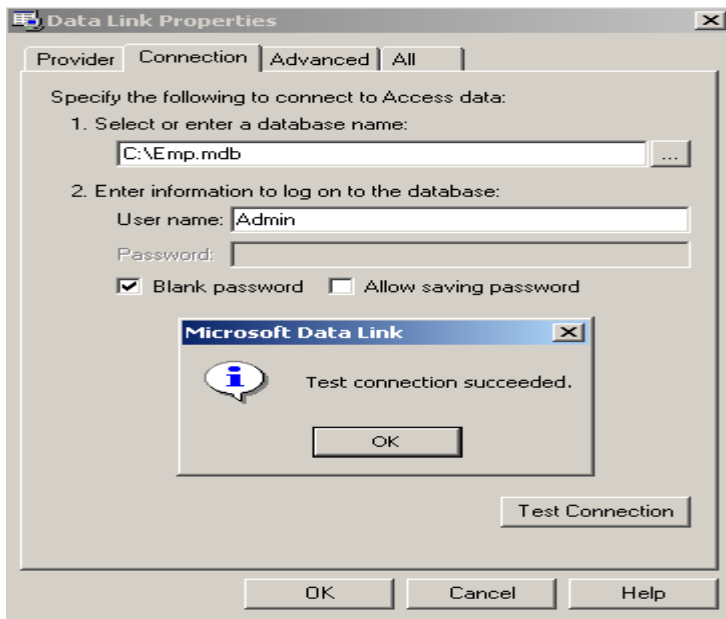 Data Link Properties
Provider Connection Advanced All
Specify the following to connect to Access data:
1. Select or enter a database name:
C:\Emp.mdb ...
2. Enter information to log on to the database:
User name: Admin
Password:
Blank password Allow saving password
Microsoft Data Link
Test connection succeeded.
OK
Test Connection
OK Cancel Help